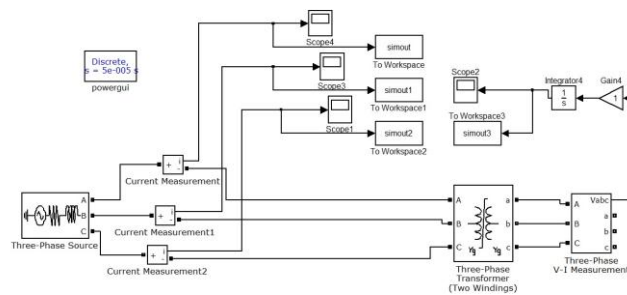 Scope4
Discrete,
s = 5e-005 s
powergui
simout
To Workspace
Scope3
simout1
To Workspace1
Scope1
simout2
To Workspace2
Scope2
Integrator4
Gain4
1
s
1
To Workspace3
simout3
+ i -
Current Measurement
+ i -
Current Measurement1
+ i -
Current Measurement2
A
B
C
Three-Phase Source
A
B
C
a
b
c
Yg Yg
Three-Phase
Transformer
(Two Windings)
A
B
C
Vabc
a
b
c
Three-Phase
V-I Measurement